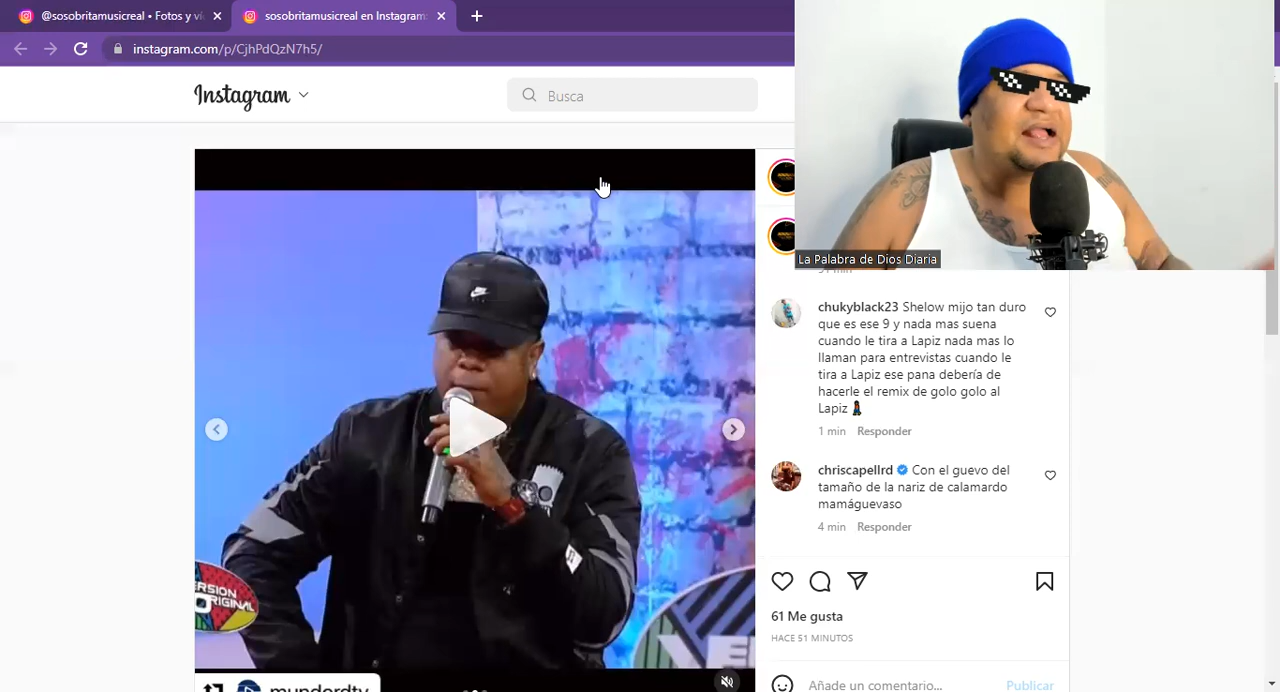 @sosobritamusicreal • Fotos y ví
sosobritamusicreal en Instagram:
instagram.com/p/CjhPdQzN7h5/
Instagram
Busca
La Palabra de Dios Diaria
chukyblack23 Shelow mijo tan duro
que es ese 9 y nada mas suena
cuando le tira a Lapiz nada mas lo
llaman para entrevistas cuando le
tira a Lapiz ese pana debería de
hacerle el remix de golo golo al
Lapiz
1 min Responder
chriscapellrd Con el guevo del
tamaño de la nariz de calamardo
mamáguevaso
4 min Responder
61 Me gusta
HACE 51 MINUTOS
ERSION
ORIGINAL
mundordtv
Añade un comentario...
Publicar